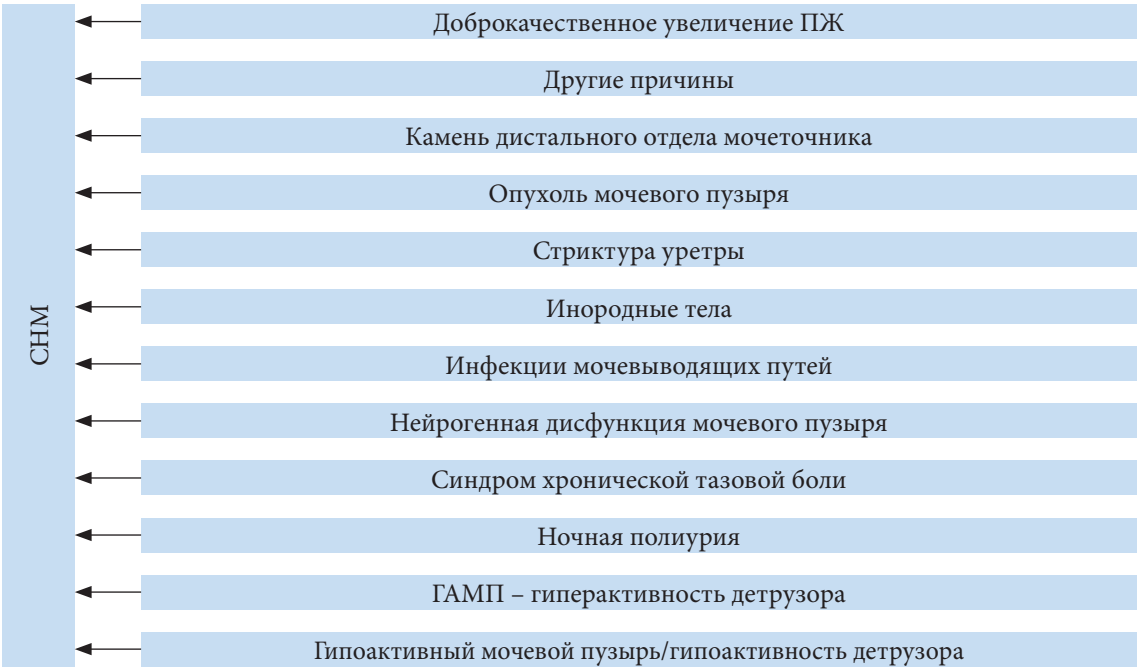 СНМ
Доброкачественное увеличение ПЖ
Другие причины
Камень дистального отдела мочеточника
Опухоль мочевого пузыря
Стриктура уретры
Инородные тела
Инфекции мочевыводящих путей
Нейрогенная дисфункция мочевого пузыря
Синдром хронической тазовой боли
Ночная полиурия
ГАМП – гиперактивность детрузора
Гипоактивный мочевой пузырь/гипоактивность детрузора